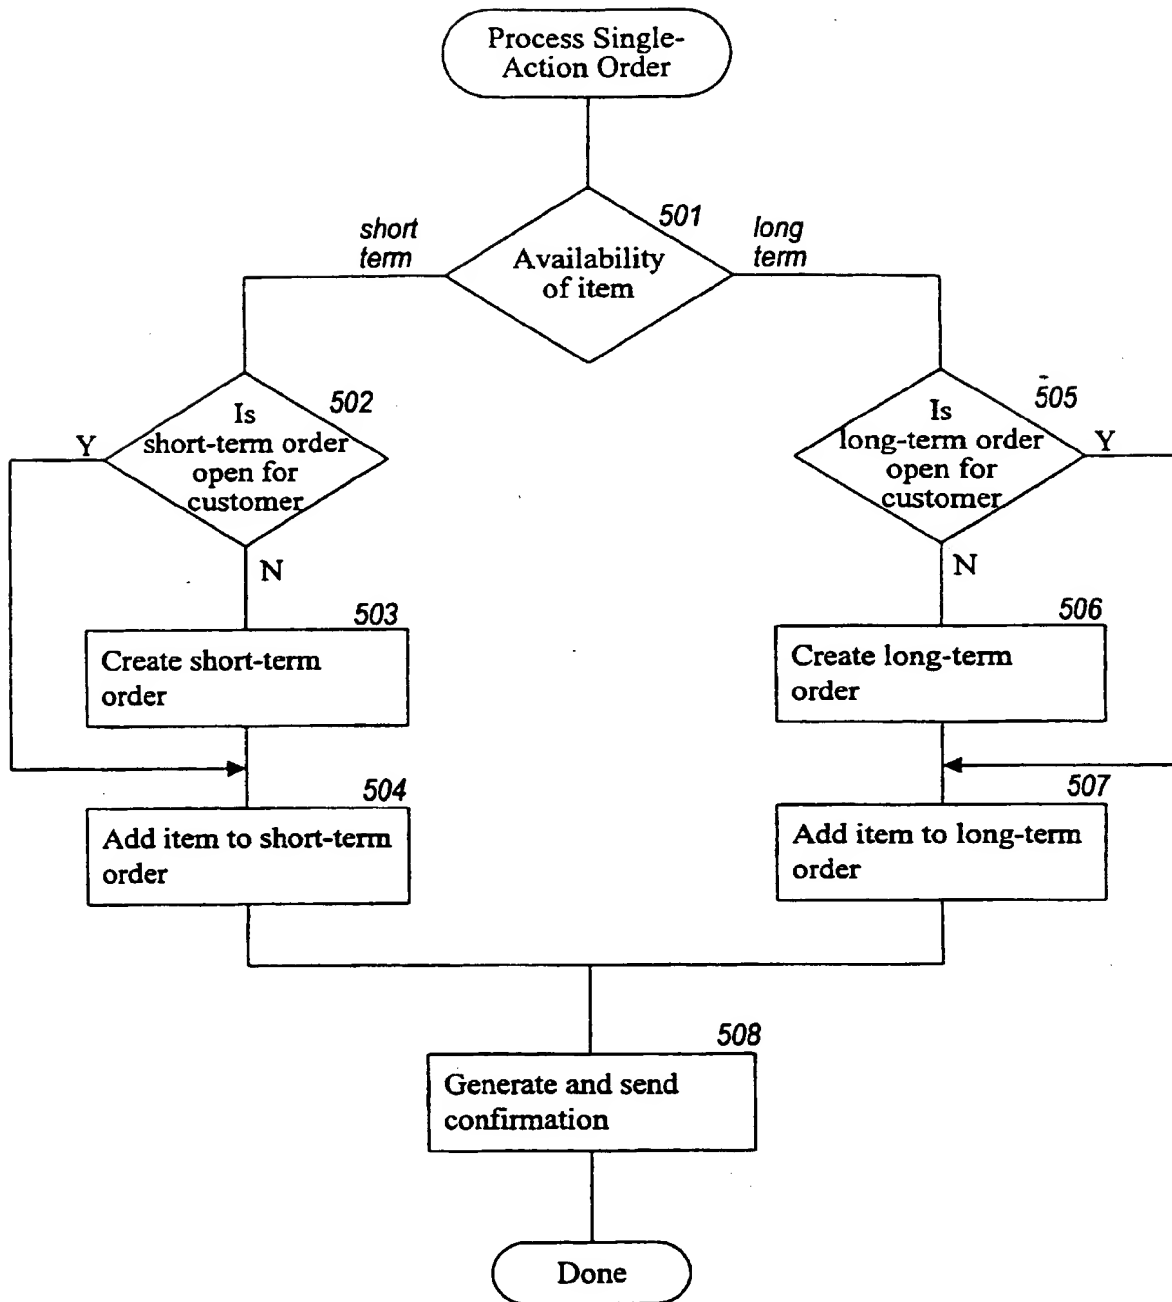 Process Single-
Action Order
501
short
term
Availability
of item
long
term
502
Is
short-term order
open for
customer
Y
N
505
Is
long-term order
open for
customer
Y
N
503
Create short-term
order
506
Create long-term
order
504
Add item to short-term
order
507
Add item to long-term
order
508
Generate and send
confirmation
Done